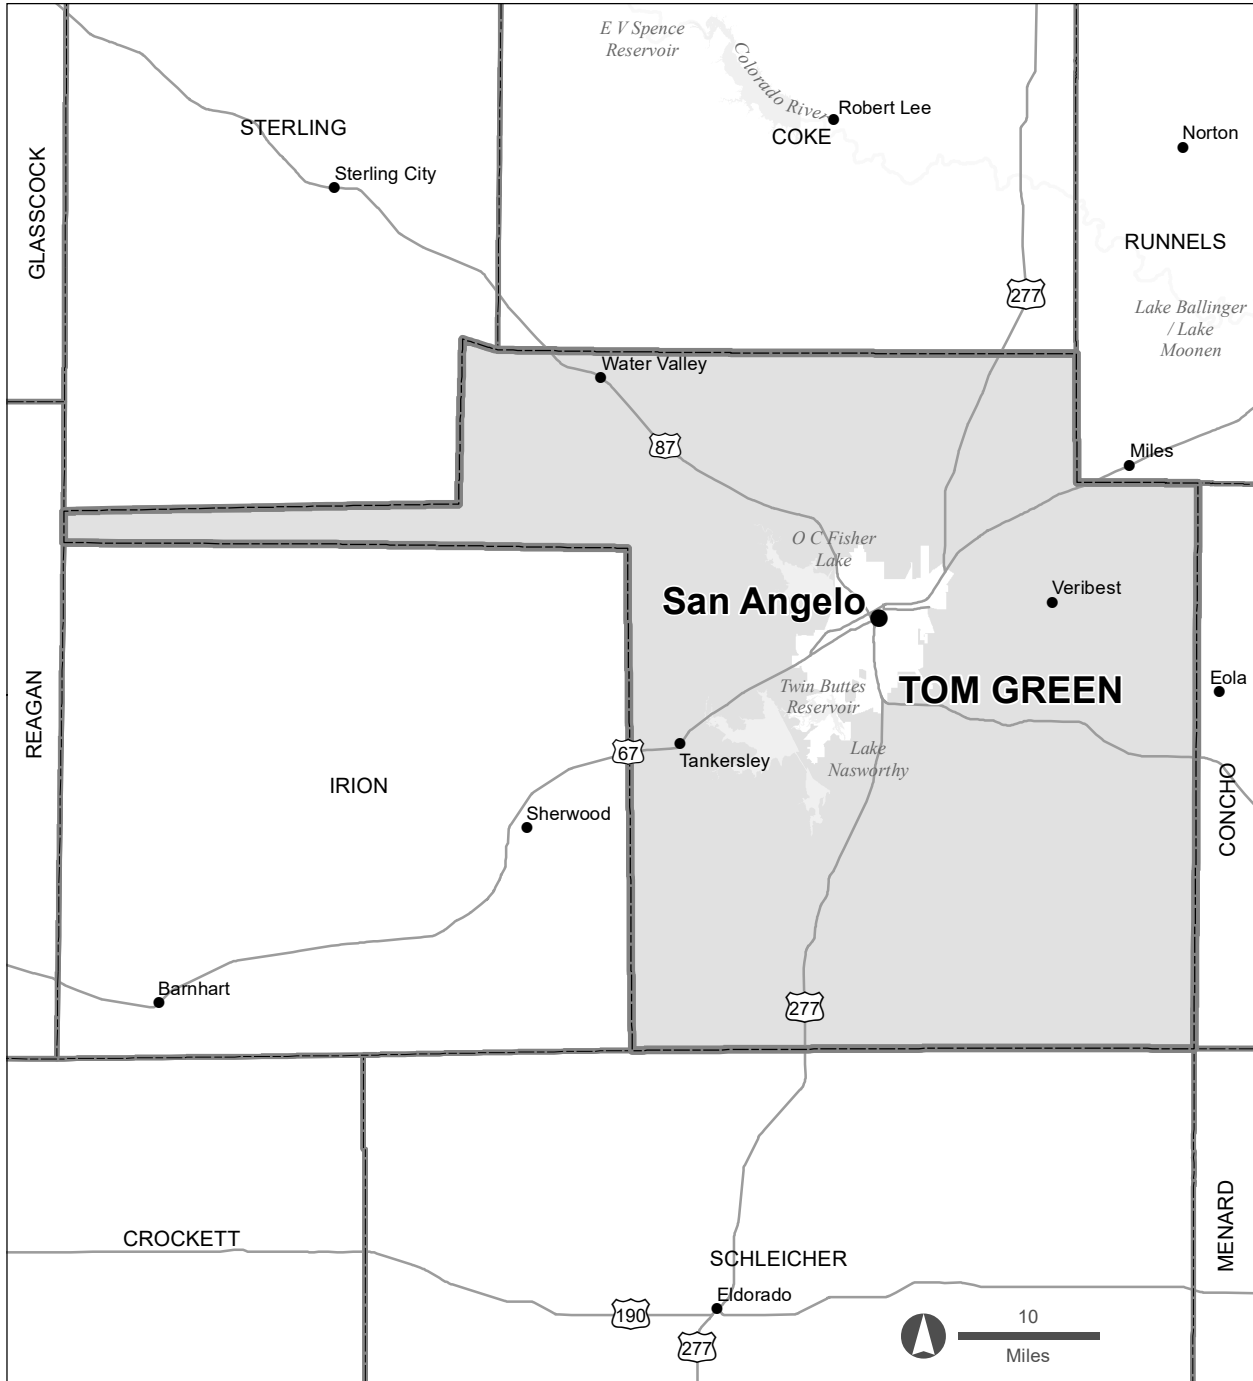 E V Spence
Reservoir
Colorado River
Robert Lee
COKE
Norton
STERLING
Sterling City
GLASSCOCK
RUNNELS
277
Lake Ballinger
/ Lake
Moonen
Water Valley
87
Miles
O C Fisher
Lake
San Angelo
Veribest
TOM GREEN
Twin Buttes
Reservoir
Eola
REAGAN
67
Tankersley
Lake
Nasworthy
IRION
Sherwood
CONCHO
Barnhart
277
CROCKETT
SCHLEICHER
MENARD
Eldorado
190
277
10
Miles